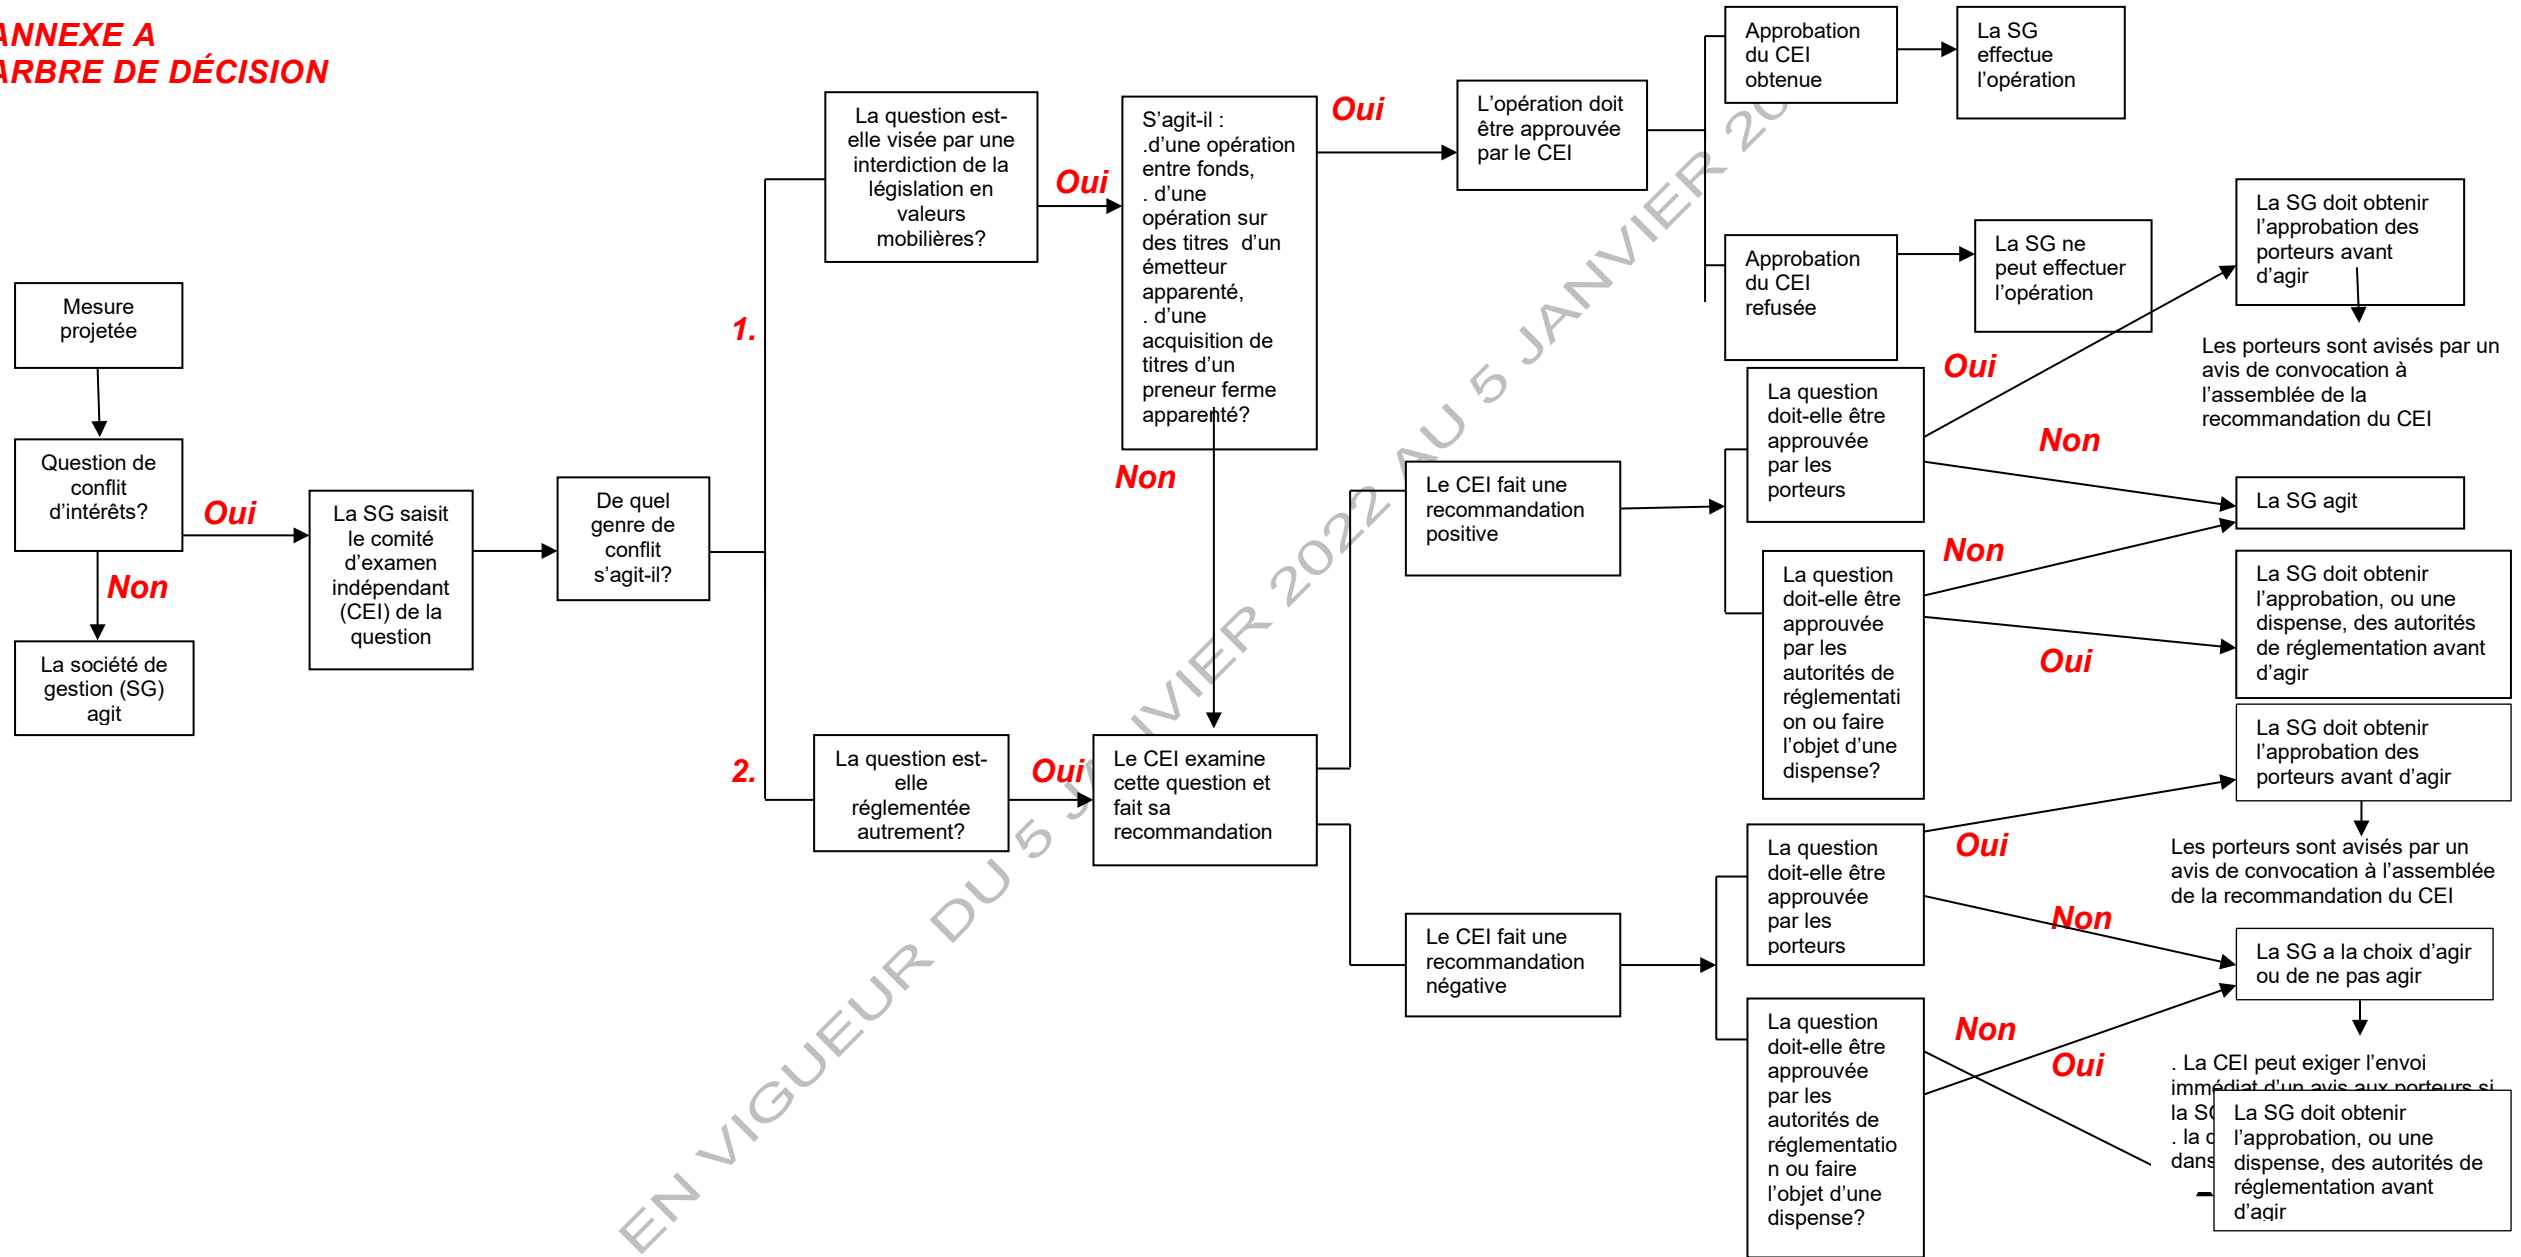 ANNEXE A
ARBRE DE DÉCISION
Mesure
projetée
Question de
conflit
d'intérêts?
Oui
Non
La société de
gestion (SG)
agit
La SG saisit
le comité
d'examen
indépendant
(CEI) de la
question
De quel
genre de
conflit
s'agit-il?
1.
La question est-
elle visée par une
interdiction de la
législation en
valeurs
mobilières?
Oui
S'agit-il :
.d'une opération
entre fonds,
. d'une
opération sur
des titres d'un
émetteur
apparenté,
. d'une
acquisition de
titres d'un
preneur ferme
apparenté?
Oui
Non
L'opération doit
être approuvée
par le CEI
Approbation
du CEI
obtenue
La SG
effectue
l'opération
Approbation
du CEI
refusée
La SG ne
peut effectuer
l'opération
2.
La question est-
elle
réglementée
autrement?
Oui
Le CEI examine
cette question et
fait sa
recommandation
Le CEI fait une
recommandation
positive
La question
doit-elle être
approuvée
par les
porteurs
Oui
Non
La SG doit obtenir
l'approbation des
porteurs avant
d'agir
Les porteurs sont avisés par un
avis de convocation à
l'assemblée de la
recommandation du CEI
La SG agit
La question
doit-elle être
approuvée
par les
autorités de
réglementati
on ou faire
l'objet d'une
dispense?
Non
Oui
La SG doit obtenir
l'approbation, ou une
dispense, des autorités
de réglementation avant
d'agir
Le CEI fait une
recommandation
négative
La question
doit-elle être
approuvée
par les
porteurs
Oui
Non
La SG doit obtenir
l'approbation des
porteurs avant d'agir
Les porteurs sont avisés par un
avis de convocation à l'assemblée
de la recommandation du CEI
La SG a la choix d'agir
ou de ne pas agir
. La CEI peut exiger l'envoi
immédiat d'un avis aux porteurs si
la
. la
dans
La question
doit-elle être
approuvée
par les
autorités de
réglementatio
n ou faire
l'objet d'une
dispense?
Non
Oui
La SG doit obtenir
l'approbation, ou une
dispense, des autorités de
réglementation avant
d'agir
EN VIGUEUR DU 5 JANVIER 2022 AU 5 JANVIER 20